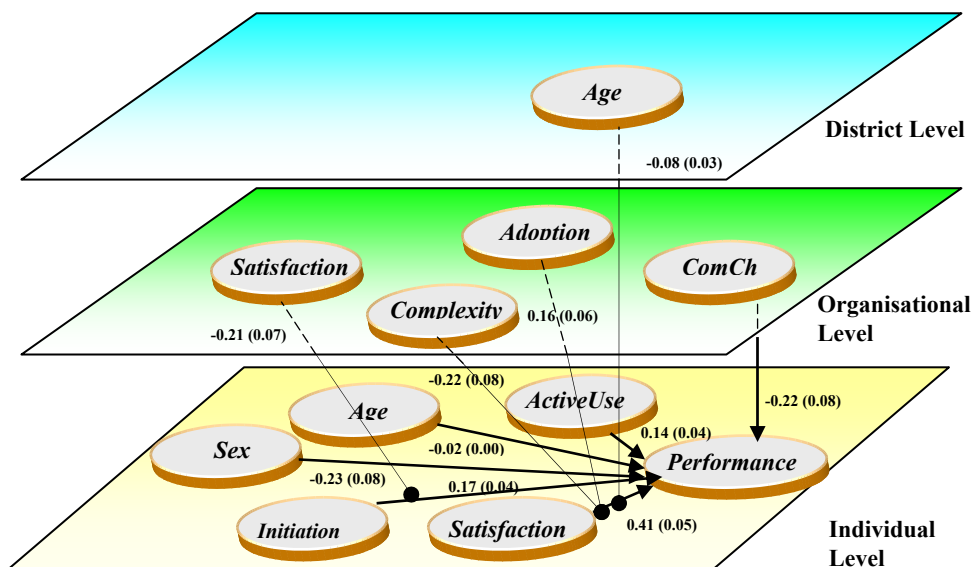 Age
District Level
-0.08 (0.03)
Adoption
Satisfaction
ComCh
Complexity
0.16 (0.06)
Organisational
Level
-0.21 (0.07)
-0.22 (0.08)
ActiveUse
-0.22 (0.08)
Age
0.14 (0.04)
Sex
-0.02 (0.00)
Performance
-0.23 (0.08)
0.17 (0.04)
Initiation
Satisfaction
0.41 (0.05)
Individual
Level